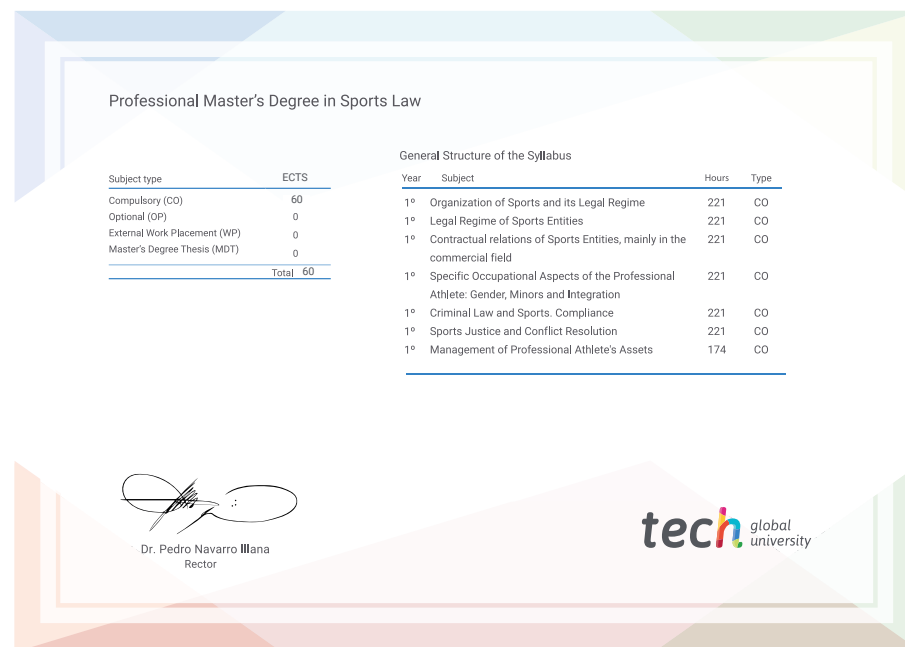 Professional Master's Degree in Sports Law
Subject type ECTS
Compulsory (CO) 60
Optional (OP) 0
External Work Placement (WP) 0
Master's Degree Thesis (MDT) 0
Total 60
General Structure of the Syllabus
Year Subject Hours Type
1º Organization of Sports and its Legal Regime 221 CO
1º Legal Regime of Sports Entities 221 CO
1º Contractual relations of Sports Entities, mainly in the 221 CO
commercial field
1º Specific Occupational Aspects of the Professional 221 CO
Athlete: Gender, Minors and Integration
1º Criminal Law and Sports. Compliance 221 CO
1º Sports Justice and Conflict Resolution 221 CO
1º Management of Professional Athlete's Assets 174 CO
Dr. Pedro Navarro Illana
Rector
tech global
university